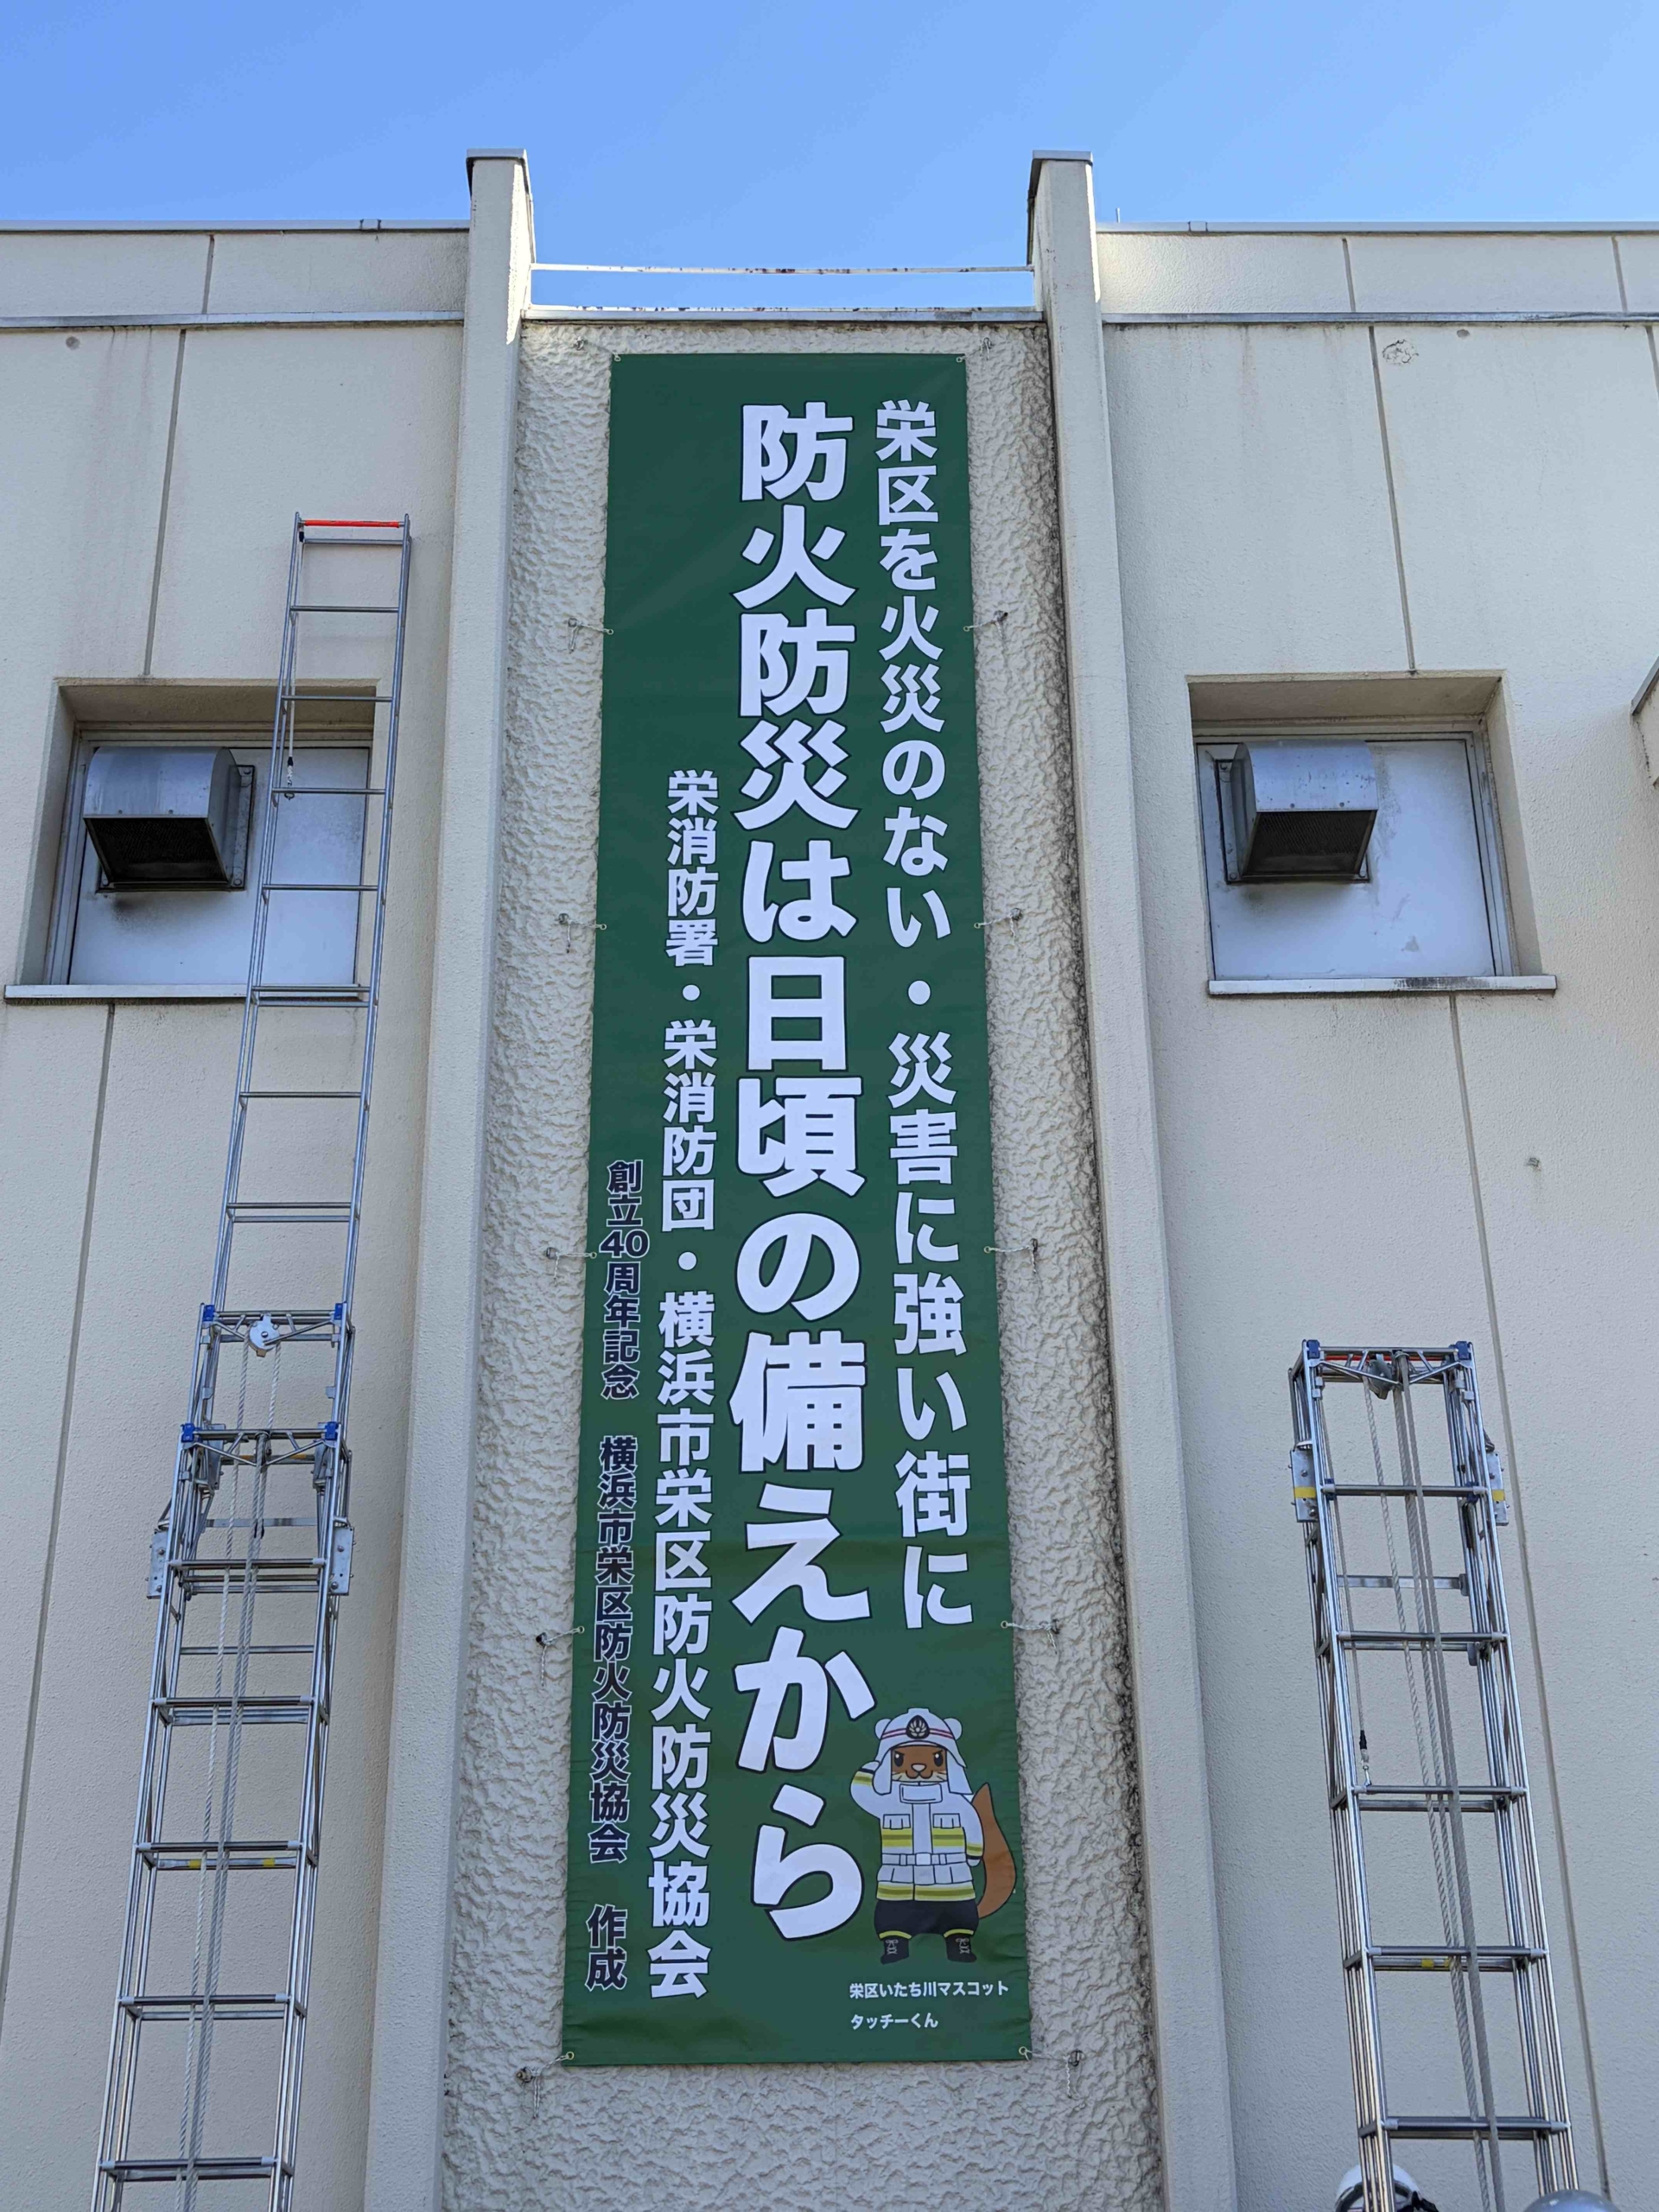 栄区を火災のない・災害に強い街に
防火防災は日頃の備えから
栄消防署・栄消防団・横浜市栄区防火防災協会
創立40周年記念 横浜市栄区防火防災協会 作成
栄区いたち川マスコット
タッチーくん